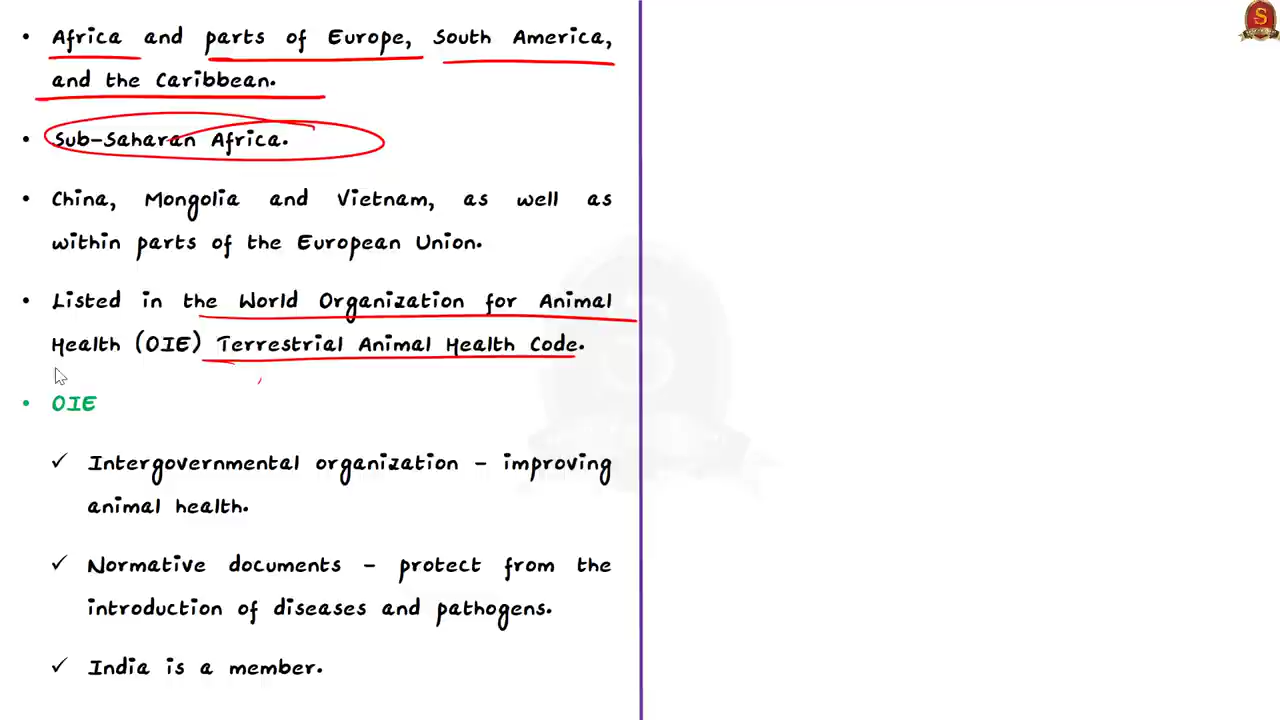 • Africa and parts of Europe, South America,
and the Caribbean.
• Sub-Saharan Africa.
• China, Mongolia and Vietnam, as well as
within parts of the European Union.
• Listed in the World Organization for Animal
Health (OIE) Terrestrial Animal Health Code.
• OIE
✓ Intergovernmental organization - improving
animal health.
✓ Normative documents - protect from the
introduction of diseases and pathogens.
✓ India is a member.
S